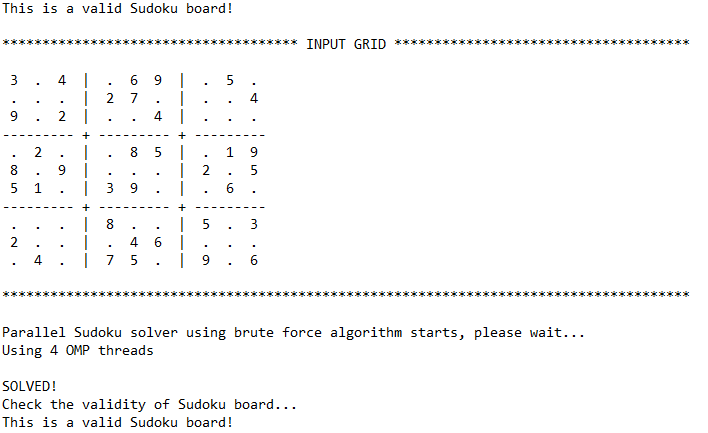 This is a valid Sudoku board!
************************************* INPUT GRID *************************************
3 . 4 | . 6 9 | . 5 .
. . . | 2 7 . | . . 4
9 . 2 | . . 4 | . . .
--------- + --------- + ---------
. 2 . | . 8 5 | . 1 9
8 . 9 | . . . | 2 . 5
5 1 . | 3 9 . | . 6 .
--------- + --------- + ---------
. . . | 8 . . | 5 . 3
2 . . | . 4 6 | . . .
. 4 . | 7 5 . | 9 . 6
**************************************************************************************
Parallel Sudoku solver using brute force algorithm starts, please wait...
Using 4 OMP threads
SOLVED!
Check the validity of Sudoku board...
This is a valid Sudoku board!